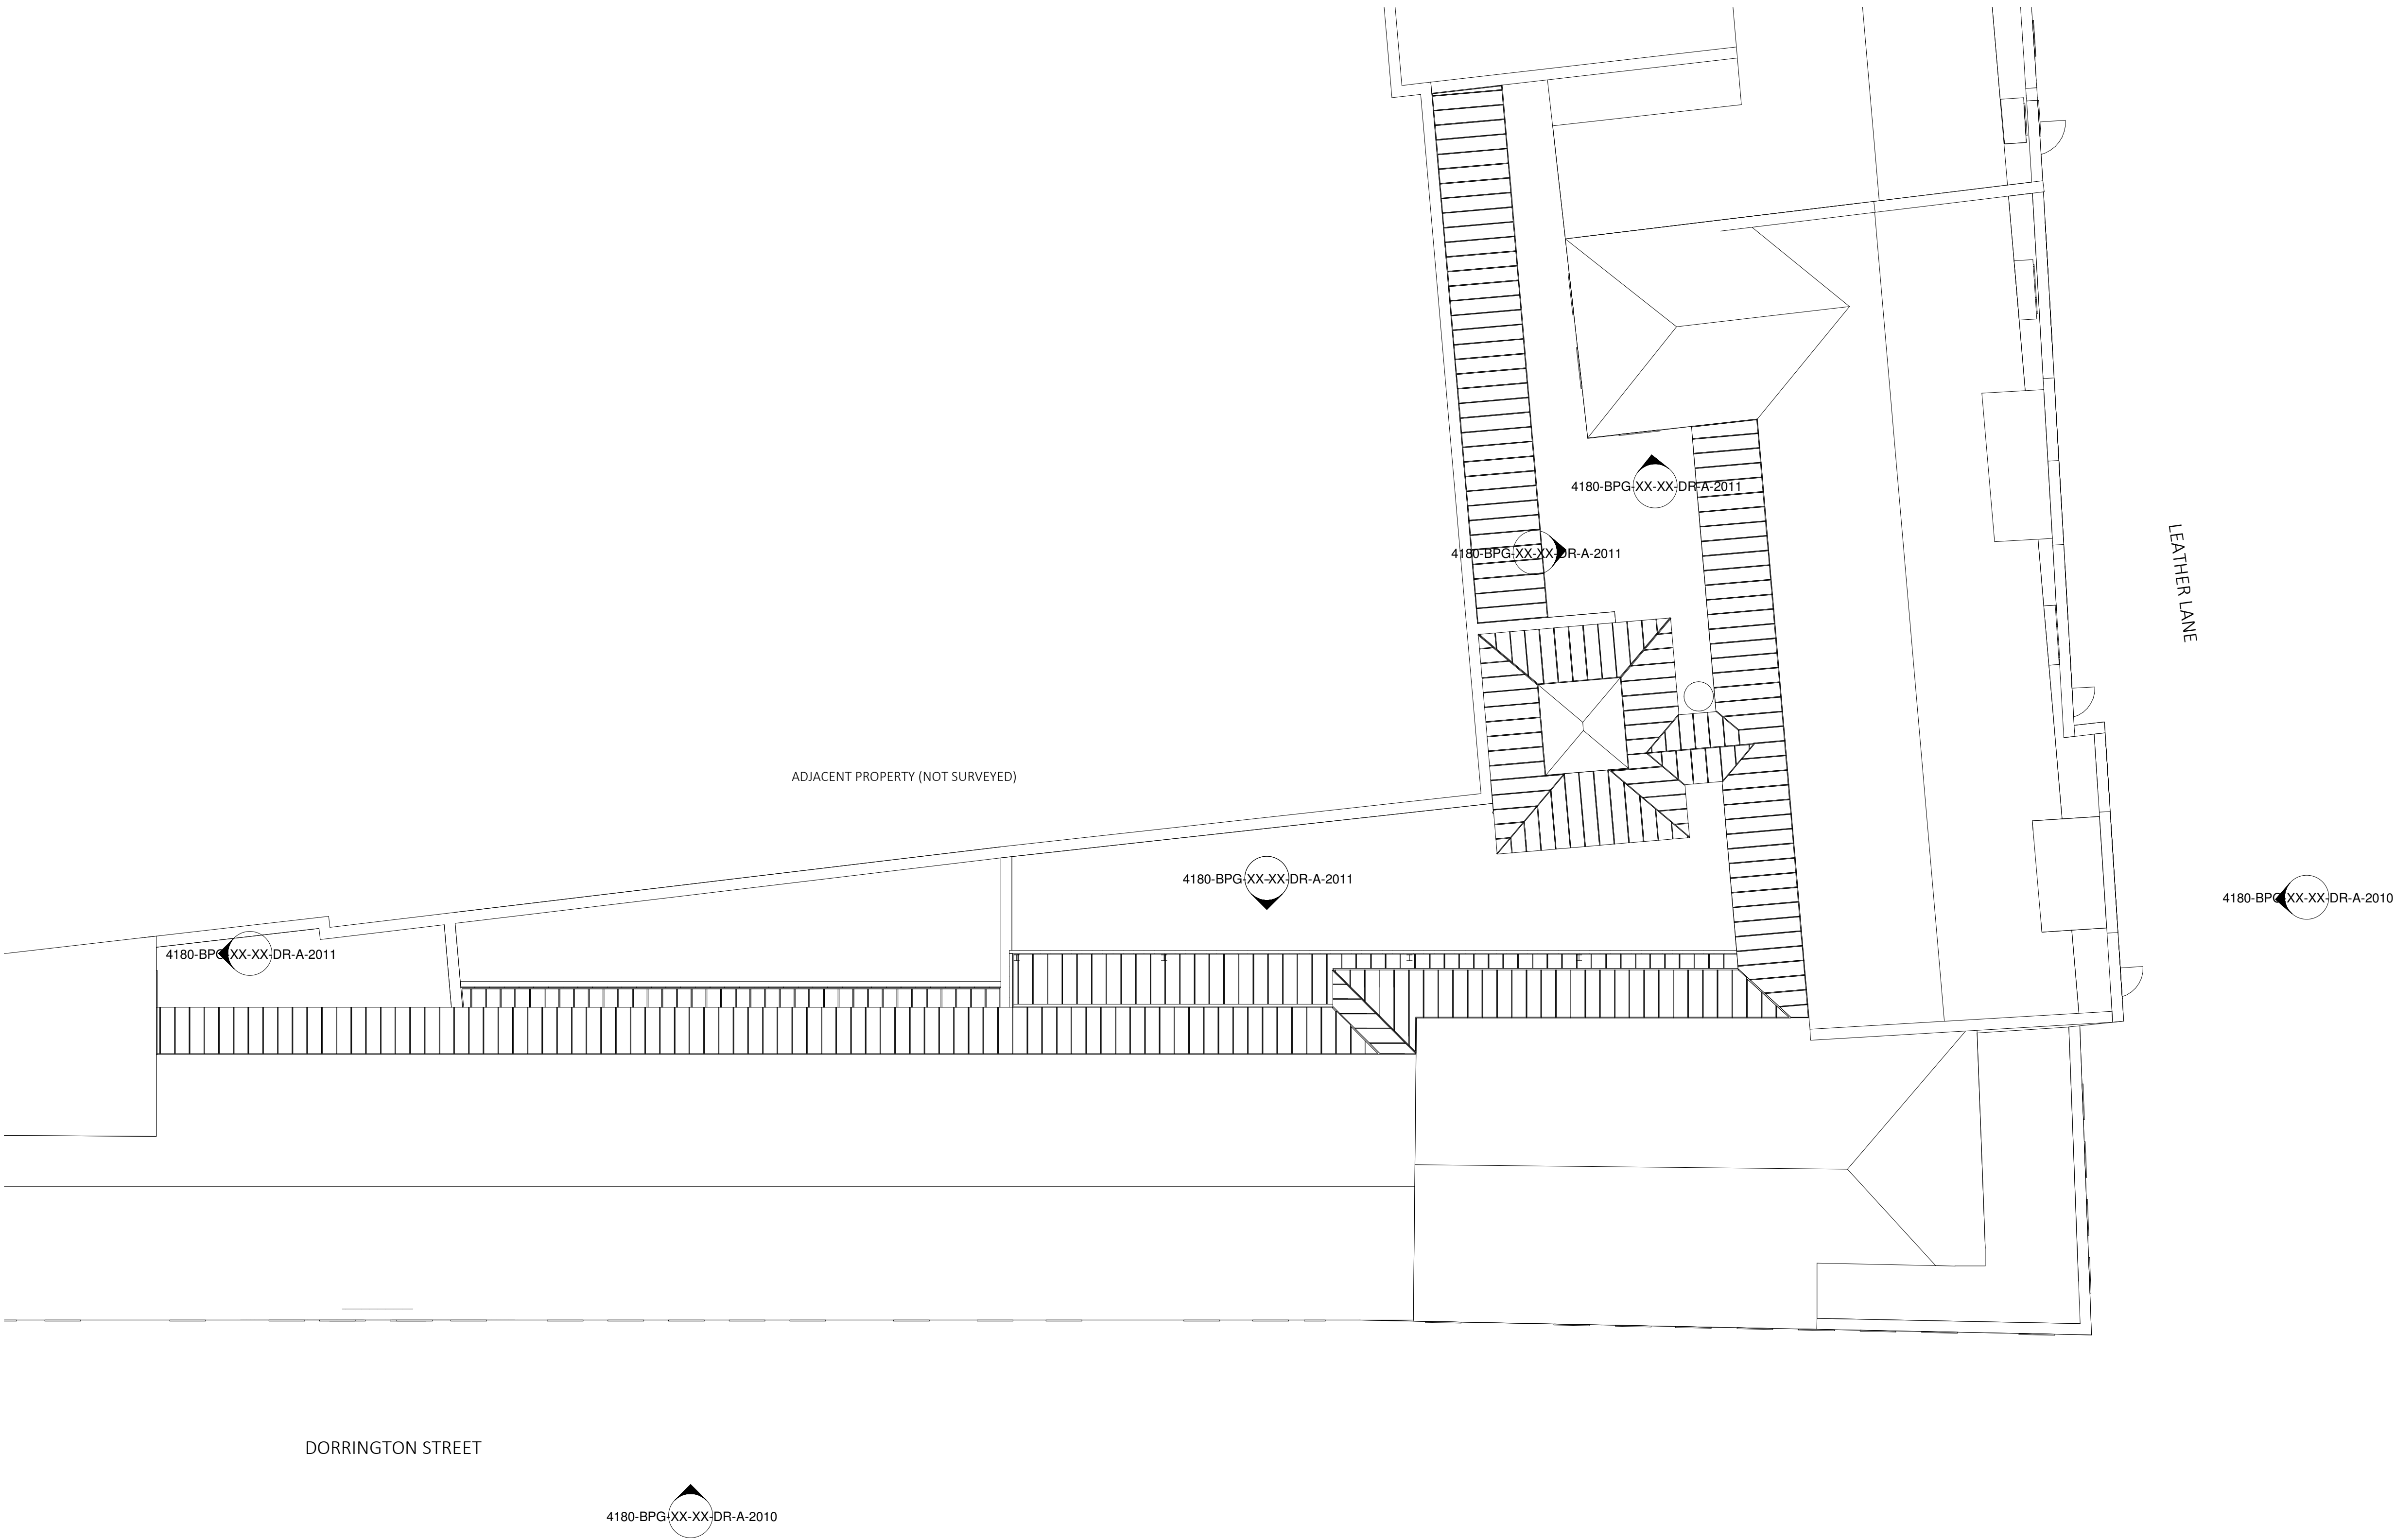 4180-BPG-XX-XX-DR-A-2011
4180-BPG-XX-XX-DR-A-2011
LEATHER LANE
ADJACENT PROPERTY (NOT SURVEYED)
4180-BPG-XX-XX-DR-A-2011
4180-BPG-XX-XX-DR-A-2010
4180-BPG-XX-XX-DR-A-2011
DORRINGTON STREET
4180-BPG-XX-XX-DR-A-2010